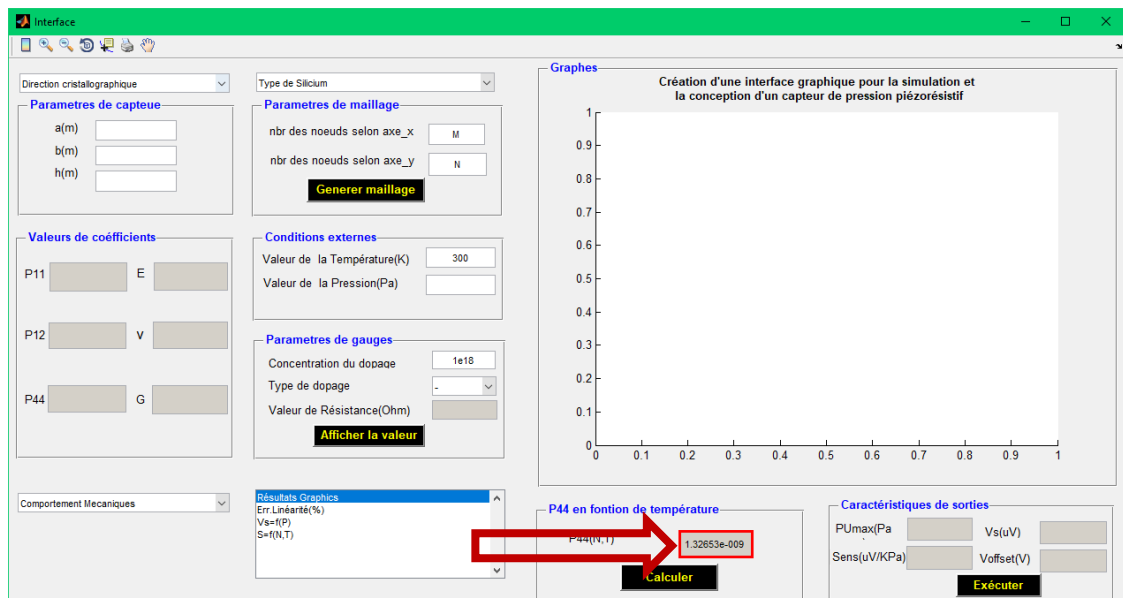 Interface
Direction cristallographique
Type de Silicium
Parametres de capteue
a(m)
b(m)
h(m)
Parametres de maillage
nbr des noeuds selon axe_x
M
nbr des noeuds selon axe_y
N
Generer maillage
Valeurs de coéfficients
P11
E
P12
v
P44
G
Conditions externes
Valeur de la Température(K)
300
Valeur de la Pression(Pa)
Parametres de gauges
Concentration du dopage
1e18
Type de dopage
-
Valeur de Résistance(Ohm)
Afficher la valeur
Comportement Mecaniques
Résultats Graphics
Err.Linéarité(%)
Vs=f(P)
S=f(N,T)
Graphes
Création d'une interface graphique pour la simulation et
la conception d'un capteur de pression piézorésistif
1
0.9
0.8
0.7
0.6
0.5
0.4
0.3
0.2
0.1
0
0 0.1 0.2 0.3 0.4 0.5 0.6 0.7 0.8 0.9 1
P44 en fontion de température
P44(N,T)
1.32653e-009
Calculer
Caractéristiques de sorties
PUmax(Pa
Vs(uV)
Sens(uV/KPa)
Voffset(V)
Exécuter